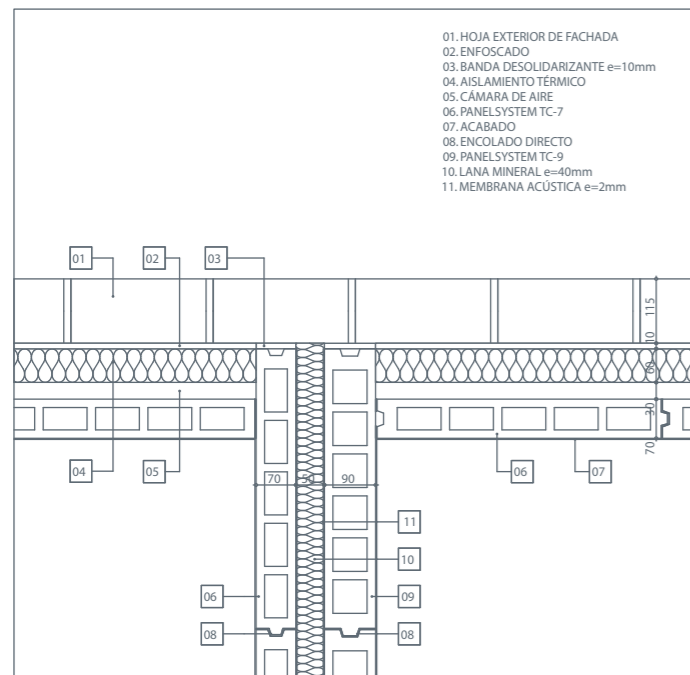 01. HOJA EXTERIOR DE FACHADA
02. ENFOSCADO
03. BANDA DESOLIDARIZANTE e=10mm
04. AISLAMIENTO TÉRMICO
05. CÁMARA DE AIRE
06. PANELSYSTEM TC-7
07. ACABADO
08. ENCOLADO DIRECTO
09. PANELSYSTEM TC-9
10. LANA MINERAL e=40mm
11. MEMBRANA ACÚSTICA e=2mm
01 02 03
115
10
60
30
70
04 05 06 07
70 50 90
11
10
06 09
08 08